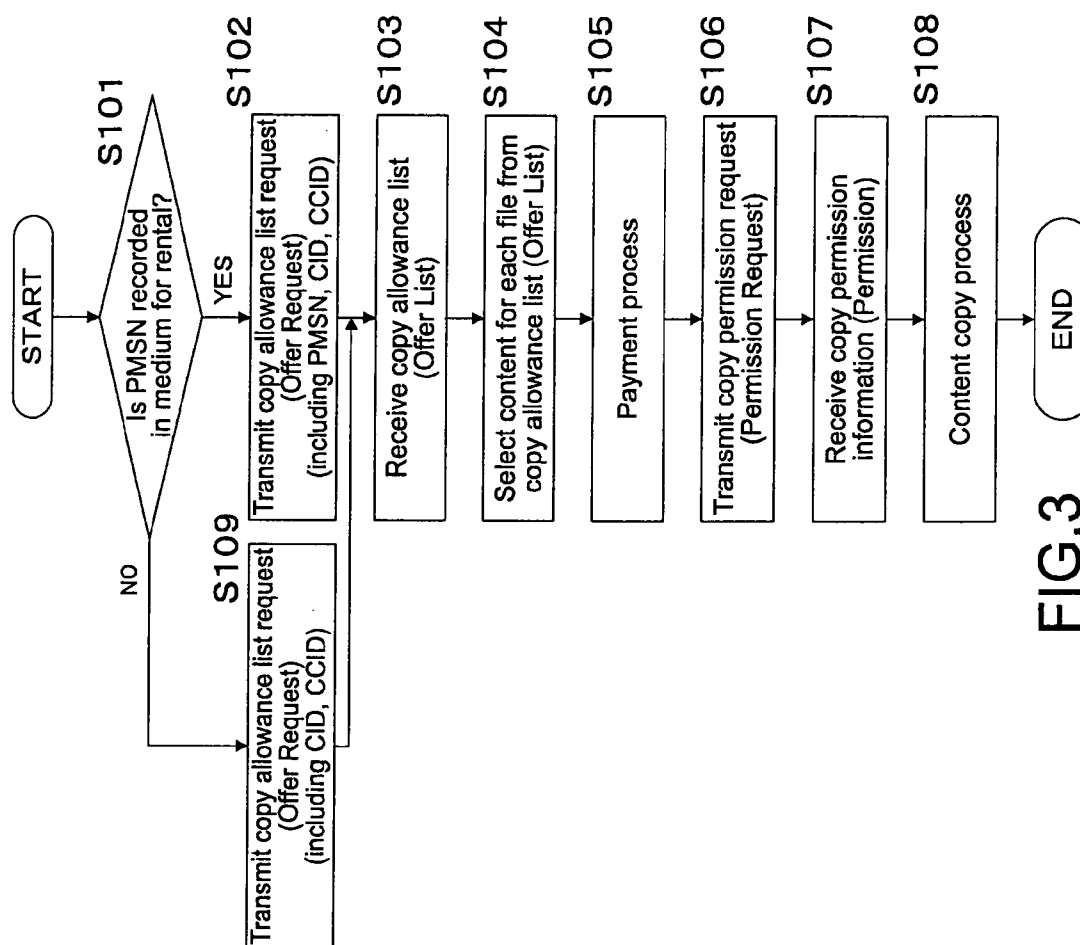 START
S101
Is PMSN recorded
in medium for rental?
YES
NO
S102
Transmit copy allowance list request
(Offer Request)
(including PMSN, CID, CCID)
S109
Transmit copy allowance list request
(Offer Request)
(including CID, CCID)
S103
Receive copy allowance list
(Offer List)
S104
Select content for each file from
copy allowance list (Offer List)
S105
Payment process
S106
Transmit copy permission request
(Permission Request)
S107
Receive copy permission
information (Permission)
S108
Content copy process
END
FIG.3